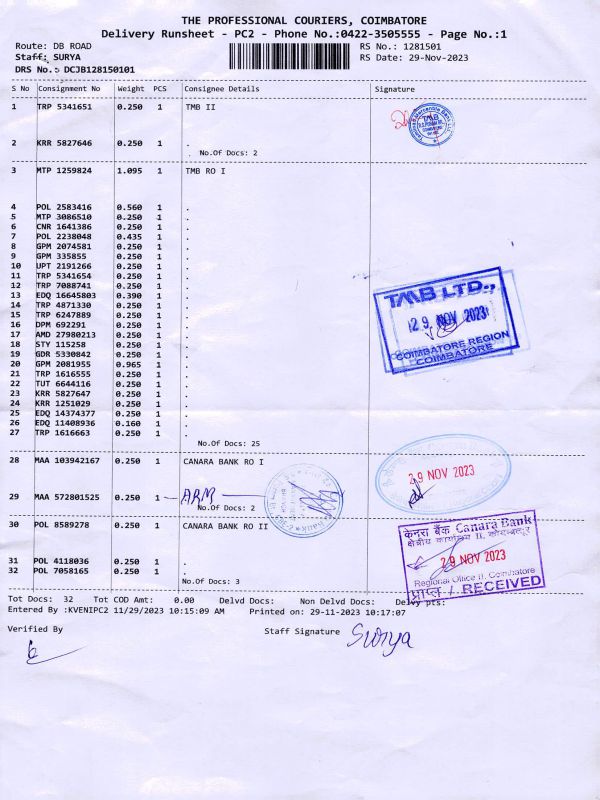 THE PROFESSIONAL COURIERS, COIMBATORE
Delivery Runsheet - PC2 - Phone No.:0422-3505555 - Page No.:1
Route: DB ROAD RS No.: 1281501
Staff: SURYA RS Date: 29-Nov-2023
DRS No.: DCJB128150101
S No Consignment No Weight PCS Consignee Details Signature
1 TRP 5341651 0.250 1 TMB II
TMB
2 KRR 5827646 0.250 1 .
. No.Of Docs: 2
3 MTP 1259824 1.095 1 TMB RO I
4 POL 2583416 0.560 1 .
5 MTP 3086510 0.250 1 .
6 CNR 1641386 0.250 1 .
7 POL 2238048 0.435 1 .
8 GPM 2074581 0.250 1 .
9 GPM 335855 0.250 1 .
10 UPT 2191266 0.250 1 .
11 TRP 5341654 0.250 1 .
12 TRP 7088741 0.250 1 .
13 EDQ 16645803 0.390 1 .
14 TRP 4871330 0.250 1 .
15 TRP 6247889 0.250 1 .
16 DPM 692291 0.250 1 .
17 AMD 27980213 0.250 1 .
18 STY 115258 0.250 1 .
19 GDR 5330842 0.250 1 .
20 GPM 2081955 0.965 1 .
21 TRP 1616555 0.250 1 .
22 TUT 6644116 0.250 1 .
23 KRR 5827647 0.250 1 .
24 KRR 1251029 0.250 1 .
25 EDQ 14374377 0.250 1 .
26 EDQ 11408936 0.160 1 .
27 TRP 1616663 0.250 1 .
No.Of Docs: 25
TMB LTD.,
29 NOV 2023
COIMBATORE REGION
COIMBATORE
28 MAA 103942167 0.250 1 CANARA BANK RO I
29 NOV 2023
29 MAA 572801525 0.250 1 ARM
No.Of Docs: 2
30 POL 8589278 0.250 1 CANARA BANK RO II
केनरा बैंक Canara Bank
क्षेत्रीय कार्यालय II, कोयम्बत्तूर
29 NOV 2023
Regional Office II, Coimbatore
प्राप्त / RECEIVED
31 POL 4118036 0.250 1 .
32 POL 7058165 0.250 1 .
No.Of Docs: 3
Tot Docs: 32 Tot COD Amt: 0.00 Delvd Docs: Non Delvd Docs: Delvy pts:
Entered By :KVENIPC2 11/29/2023 10:15:09 AM Printed on: 29-11-2023 10:17:07
Verified By Staff Signature Surya